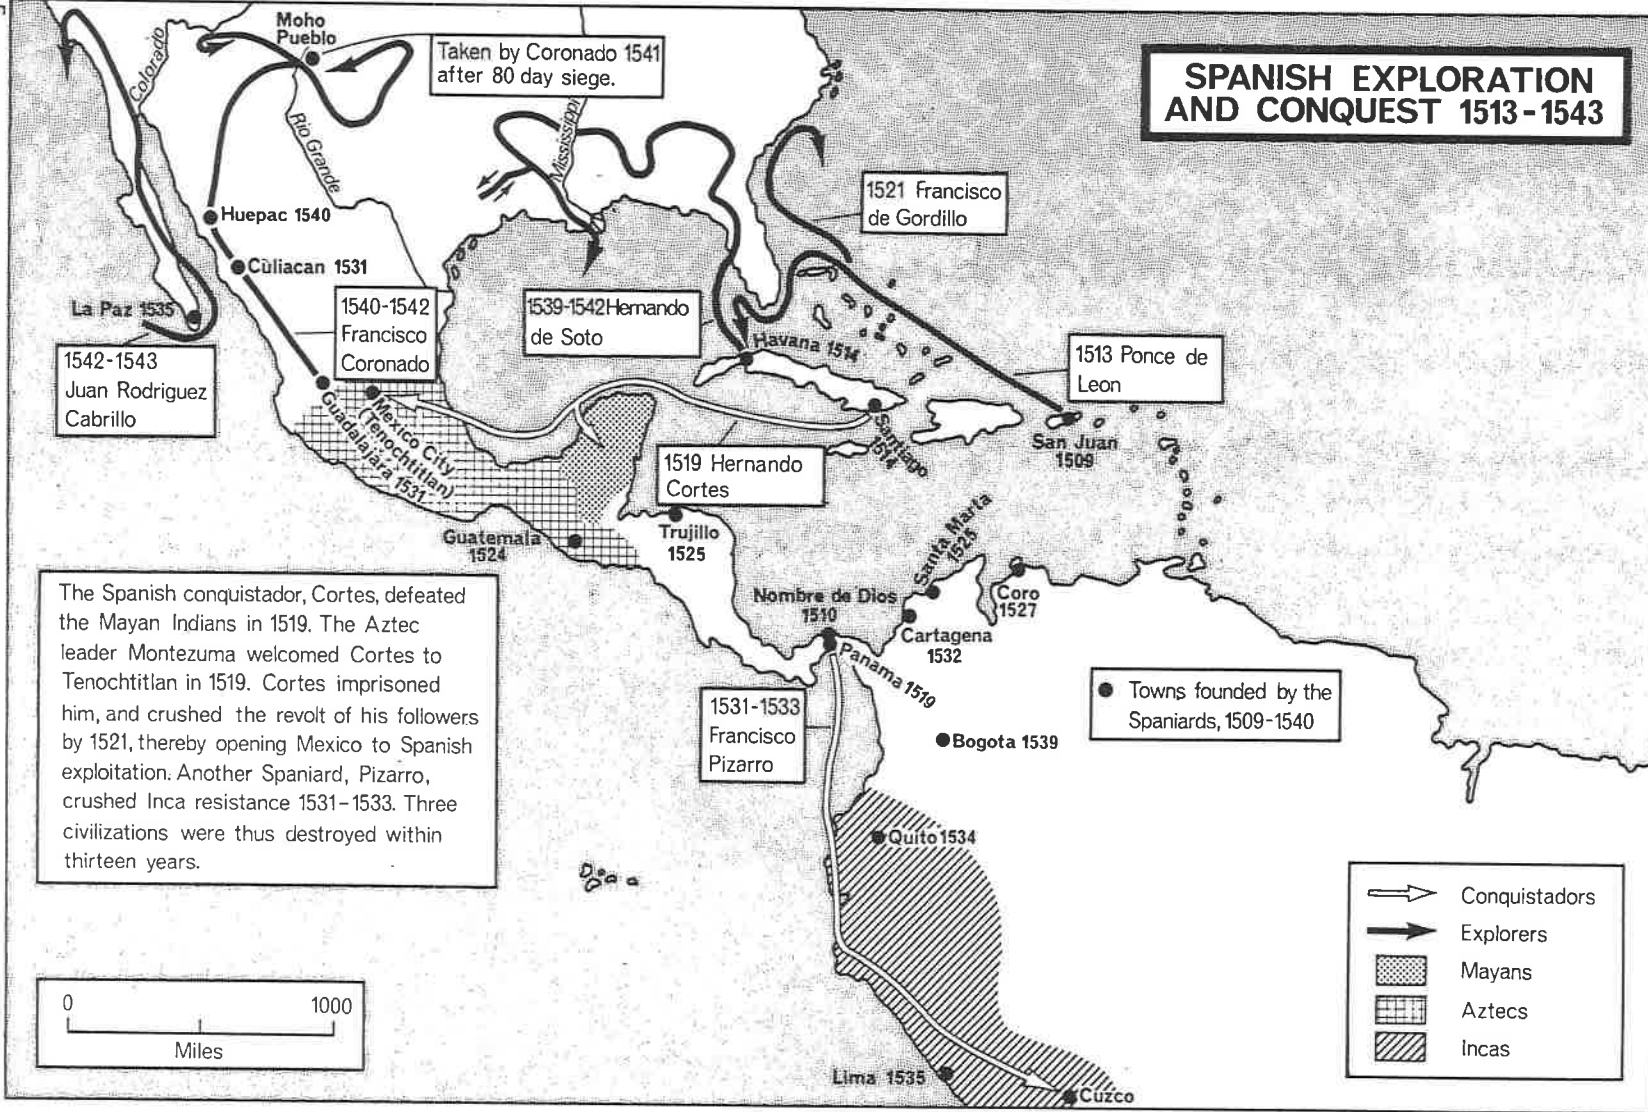 SPANISH EXPLORATION
AND CONQUEST 1513-1543
Moho
Pueblo
Taken by Coronado 1541
after 80 day siege.
Colorado
Rio Grande
Mississippi
1521 Francisco
de Gordillo
Huepac 1540
Culiacan 1531
La Paz 1535
1540-1542
Francisco
Coronado
1539-1542 Hernando
de Soto
Havana 1514
1513 Ponce de
Leon
1542-1543
Juan Rodriguez
Cabrillo
Mexico City
(Tenochtitlan)
Guadalajara 1531
Santiago
1514
San Juan
1509
1519 Hernando
Cortes
Trujillo
1525
Guatemala
1524
Santa Marta
1525
Nombre de Dios
1510
Coro
1527
Cartagena
1532
Panama 1519
The Spanish conquistador, Cortes, defeated
the Mayan Indians in 1519. The Aztec
leader Montezuma welcomed Cortes to
Tenochtitlan in 1519. Cortes imprisoned
him, and crushed the revolt of his followers
by 1521, thereby opening Mexico to Spanish
exploitation. Another Spaniard, Pizarro,
crushed Inca resistance 1531-1533. Three
civilizations were thus destroyed within
thirteen years.
1531-1533
Francisco
Pizarro
Towns founded by the
Spaniards, 1509-1540
Bogota 1539
Quito 1534
Conquistadors
Explorers
Mayans
Aztecs
Incas
0 1000
Miles
Lima 1535
Cuzco